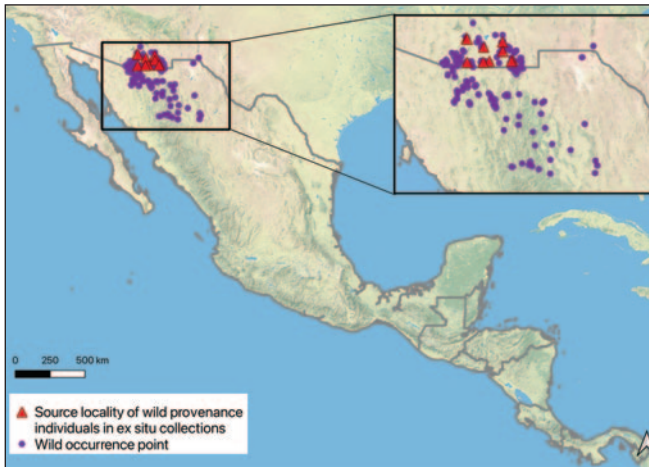 0 250 500 km
Source locality of wild provenance
individuals in ex situ collections
Wild occurrence point